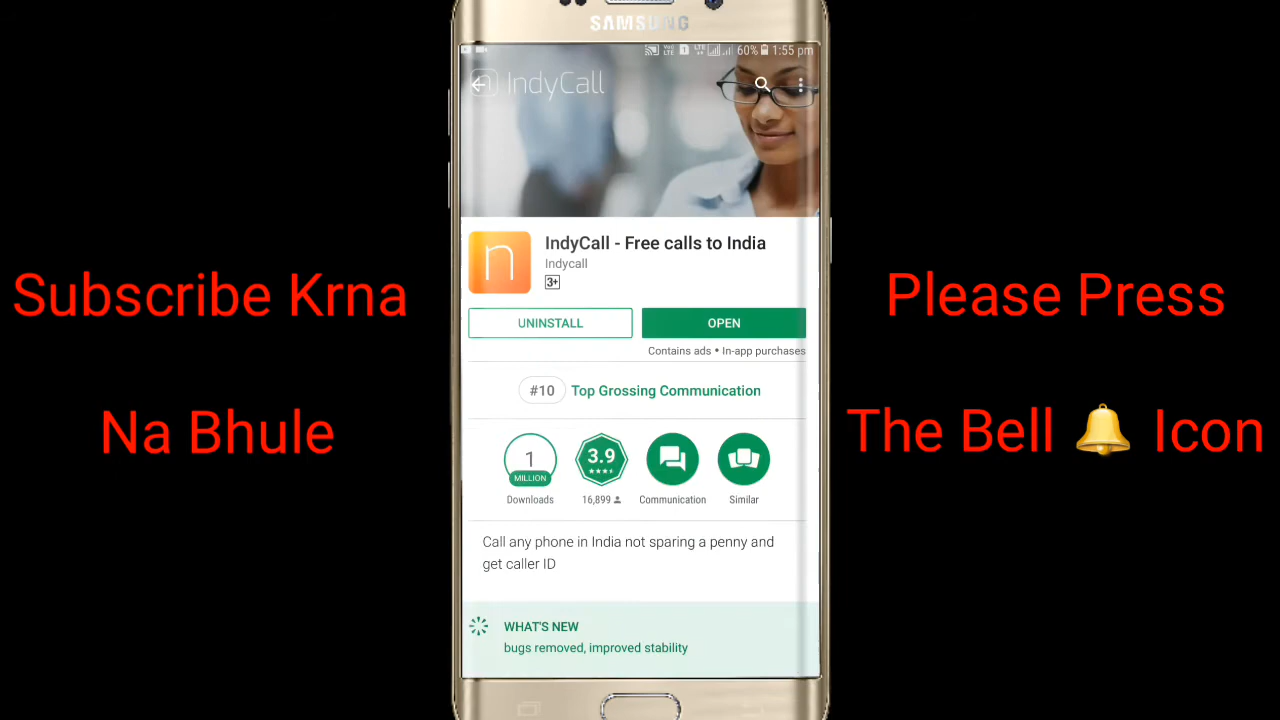 SAMSUNG
VoLTE 1 LTE 60% 1:55 pm
IndyCall
IndyCall - Free calls to India
Indycall
3+
UNINSTALL OPEN
Contains ads • In-app purchases
#10 Top Grossing Communication
1
MILLION
3.9
Downloads 16,899 Communication Similar
Call any phone in India not sparing a penny and
get caller ID
WHAT'S NEW
bugs removed, improved stability
Subscribe Krna
Na Bhule
Please Press
The Bell 🔔 Icon